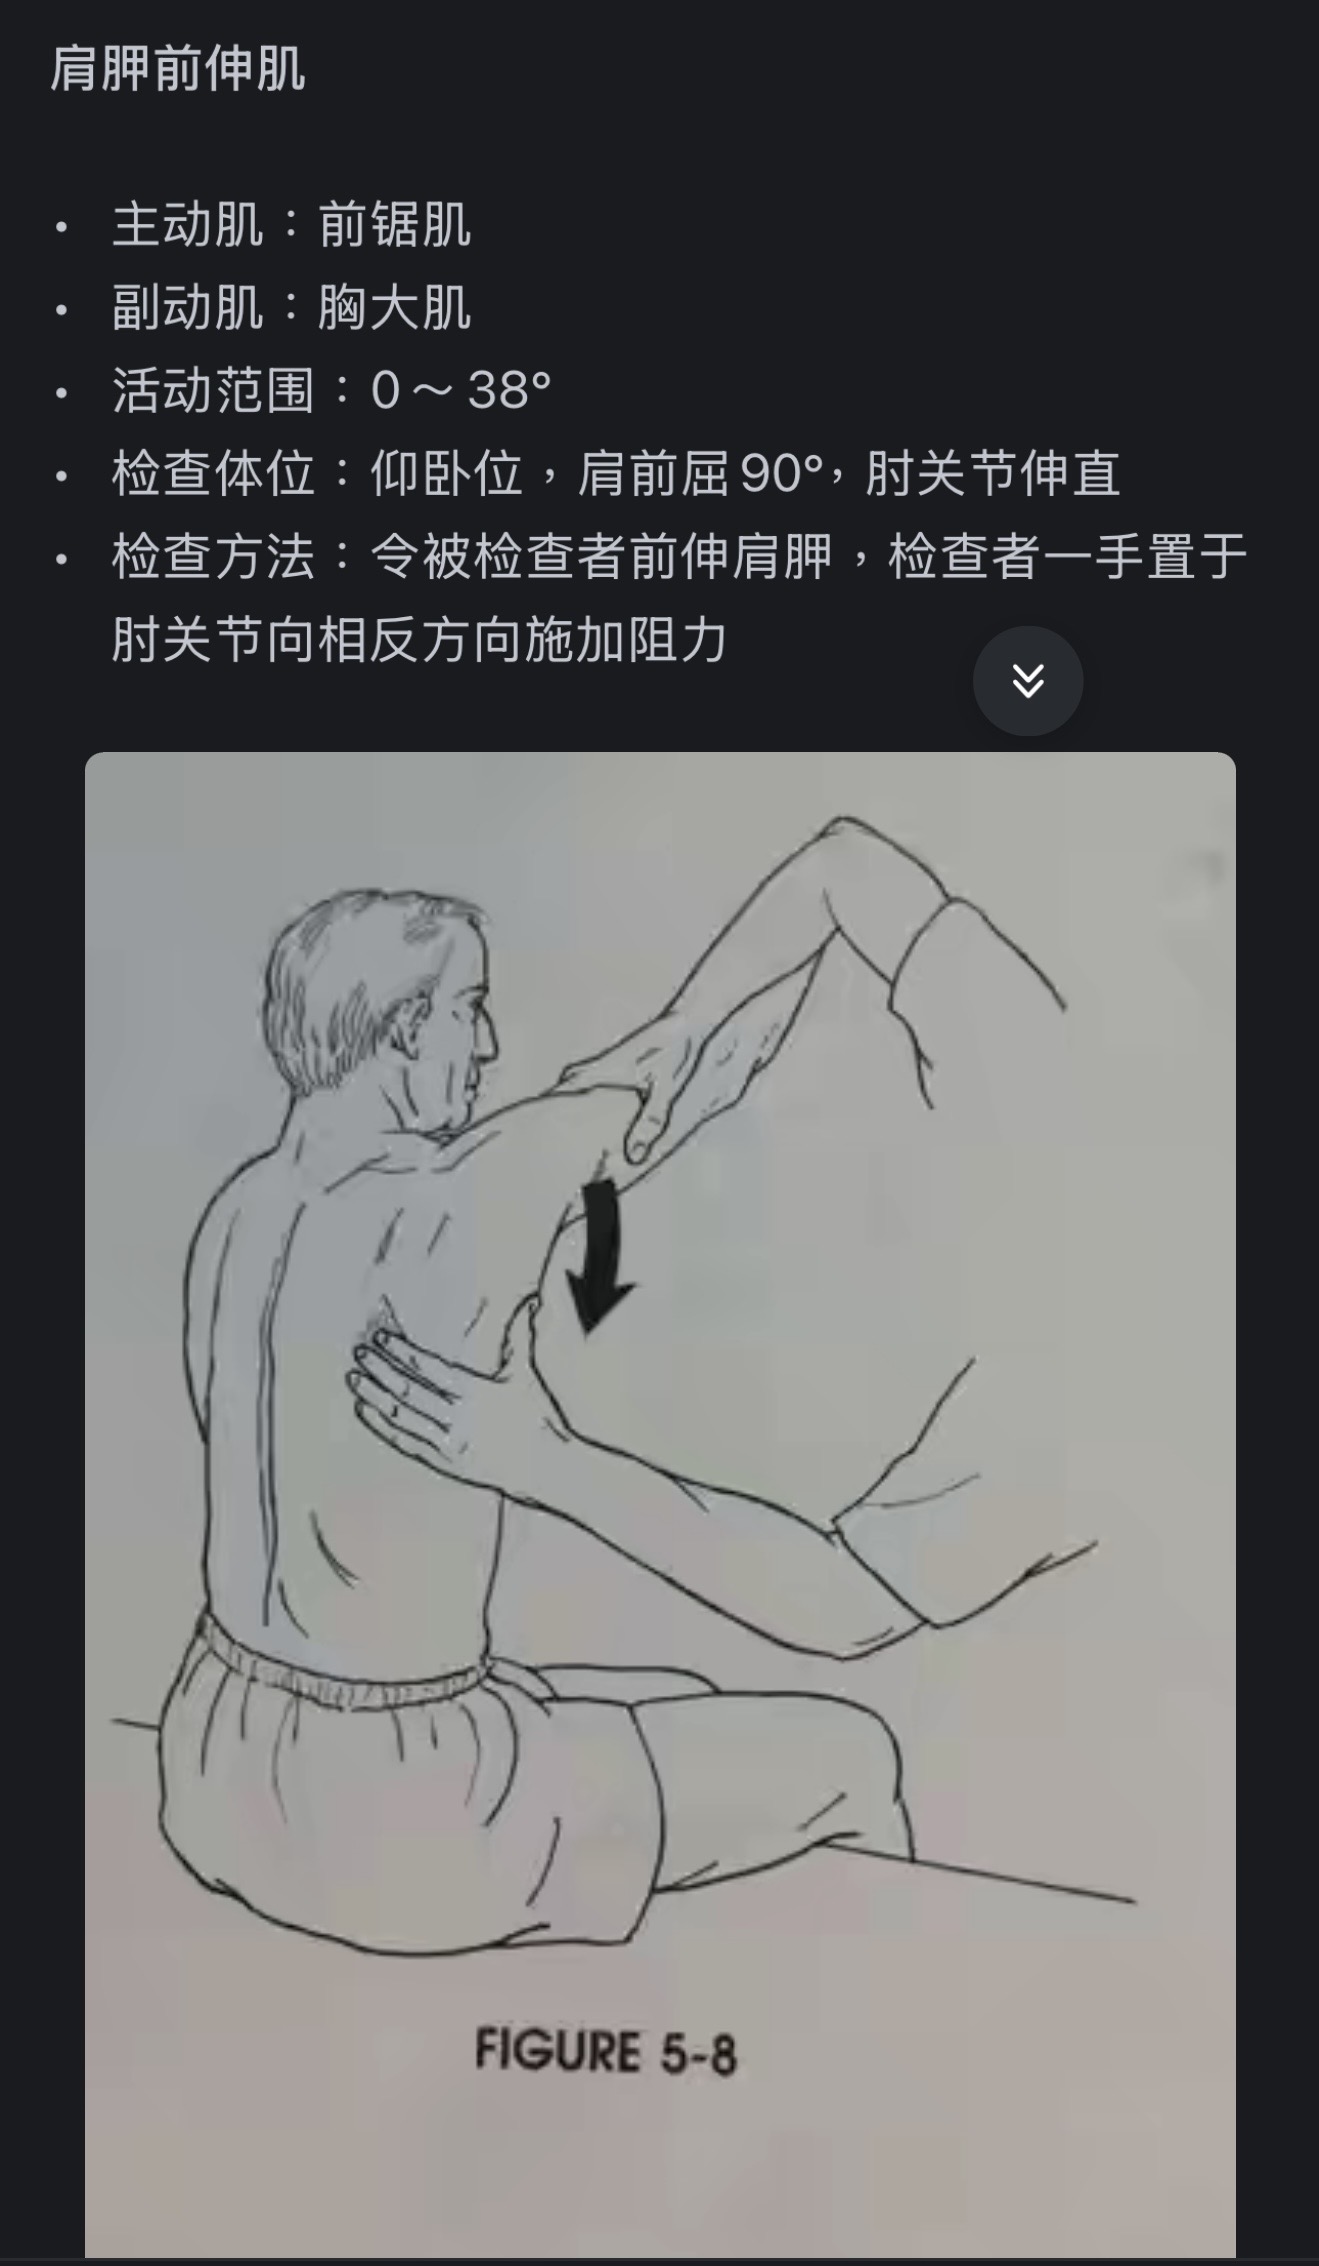 肩胛前伸肌
• 主动肌：前锯肌
• 副动肌：胸大肌
• 活动范围：0～38°
• 检查体位：仰卧位，肩前屈90°，肘关节伸直
• 检查方法：令被检查者前伸肩胛，检查者一手置于
肘关节向相反方向施加阻力
FIGURE 5-8